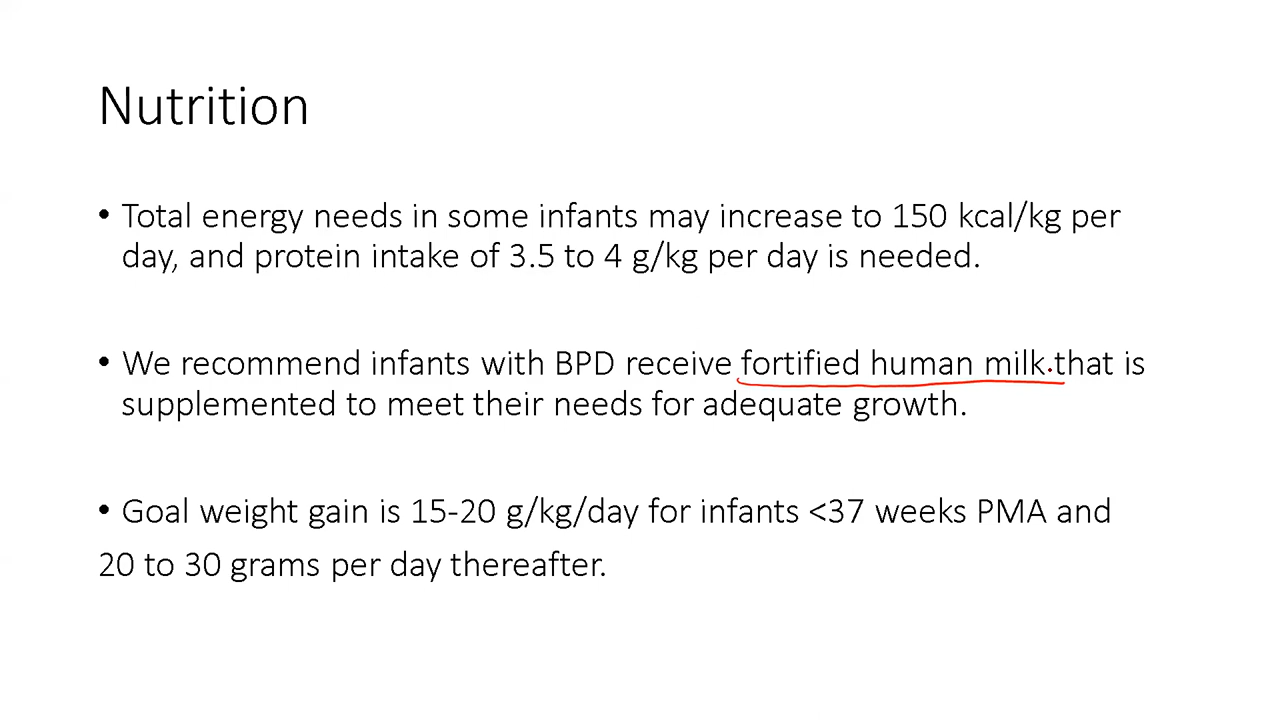 Nutrition
• Total energy needs in some infants may increase to 150 kcal/kg per
day, and protein intake of 3.5 to 4 g/kg per day is needed.
• We recommend infants with BPD receive fortified human milk that is
supplemented to meet their needs for adequate growth.
• Goal weight gain is 15-20 g/kg/day for infants <37 weeks PMA and
20 to 30 grams per day thereafter.